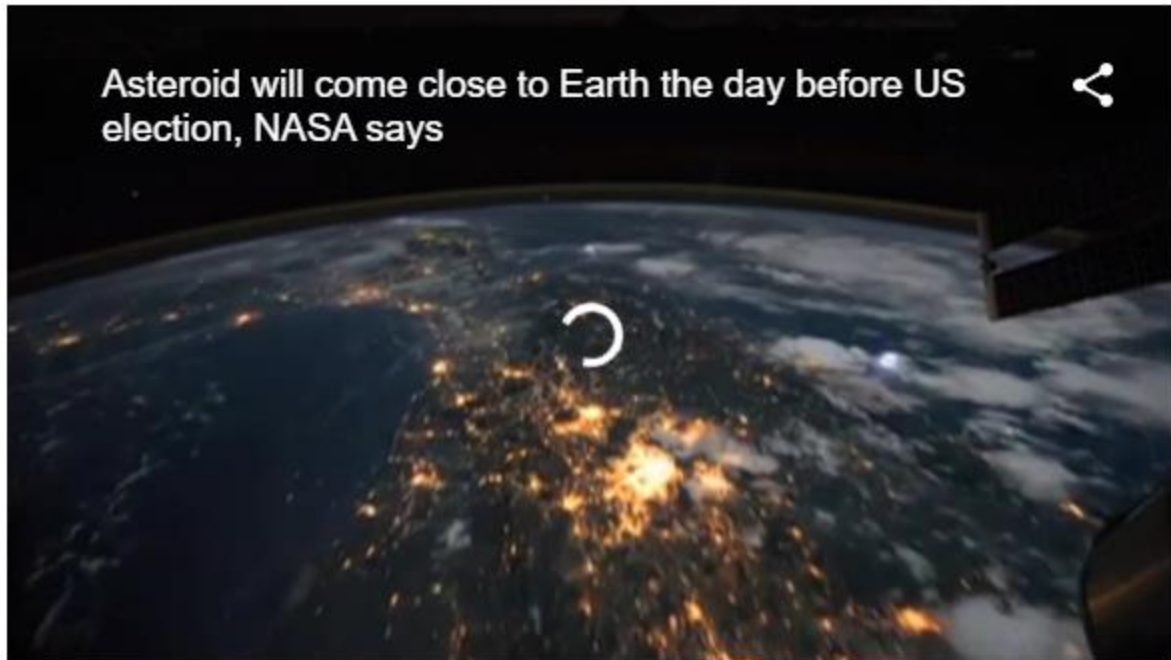 Asteroid will come close to Earth the day before US
election, NASA says